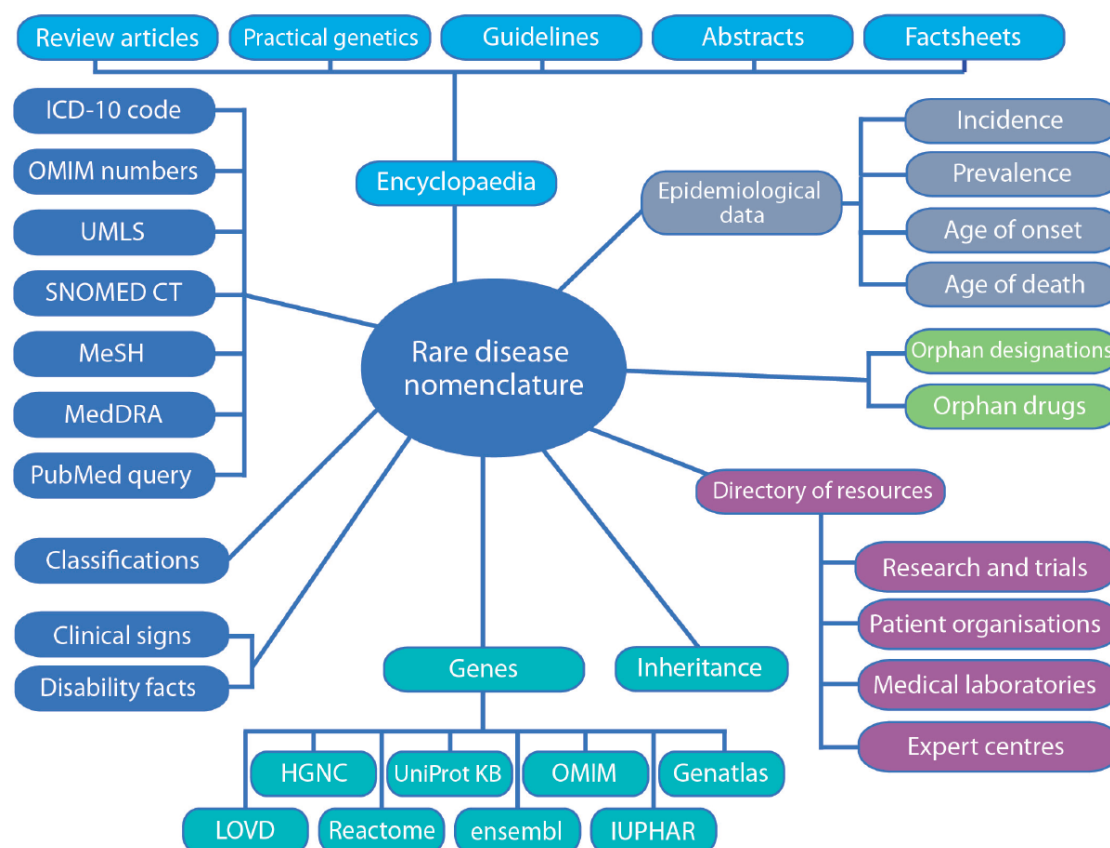 Review articles
Practical genetics
Guidelines
Abstracts
Factsheets
ICD-10 code
OMIM numbers
UMLS
SNOMED CT
MeSH
MedDRA
PubMed query
Classifications
Clinical signs
Disability facts
Encyclopaedia
Rare disease
nomenclature
Epidemiological
data
Incidence
Prevalence
Age of onset
Age of death
Orphan designations
Orphan drugs
Directory of resources
Research and trials
Patient organisations
Medical laboratories
Expert centres
Genes
Inheritance
HGNC
UniProt KB
OMIM
Genatlas
LOVD
Reactome
ensembl
IUPHAR